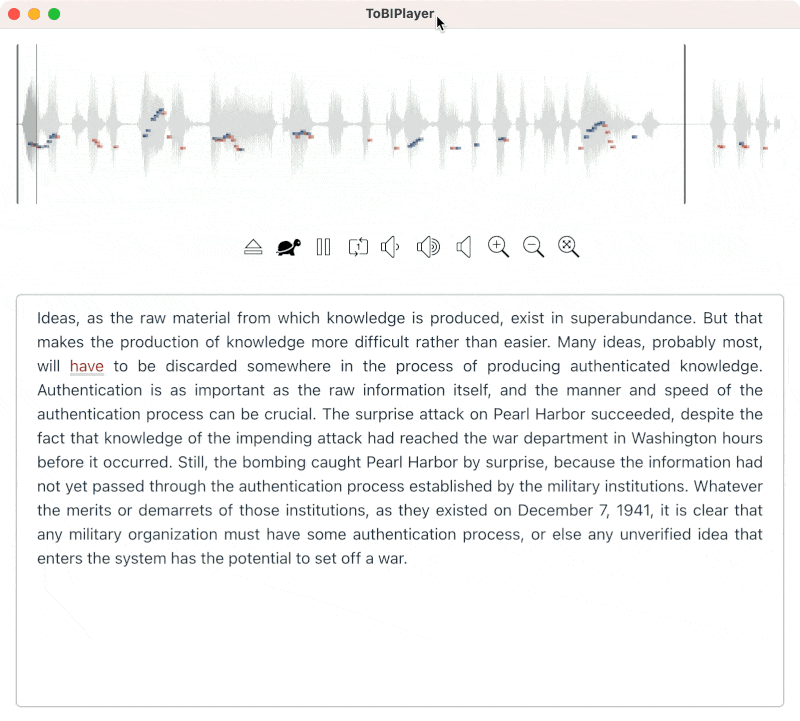 ToBIPlayer
1
Ideas, as the raw material from which knowledge is produced, exist in superabundance. But that
makes the production of knowledge more difficult rather than easier. Many ideas, probably most,
will have to be discarded somewhere in the process of producing authenticated knowledge.
Authentication is as important as the raw information itself, and the manner and speed of the
authentication process can be crucial. The surprise attack on Pearl Harbor succeeded, despite the
fact that knowledge of the impending attack had reached the war department in Washington hours
before it occurred. Still, the bombing caught Pearl Harbor by surprise, because the information had
not yet passed through the authentication process established by the military institutions. Whatever
the merits or demarrets of those institutions, as they existed on December 7, 1941, it is clear that
any military organization must have some authentication process, or else any unverified idea that
enters the system has the potential to set off a war.